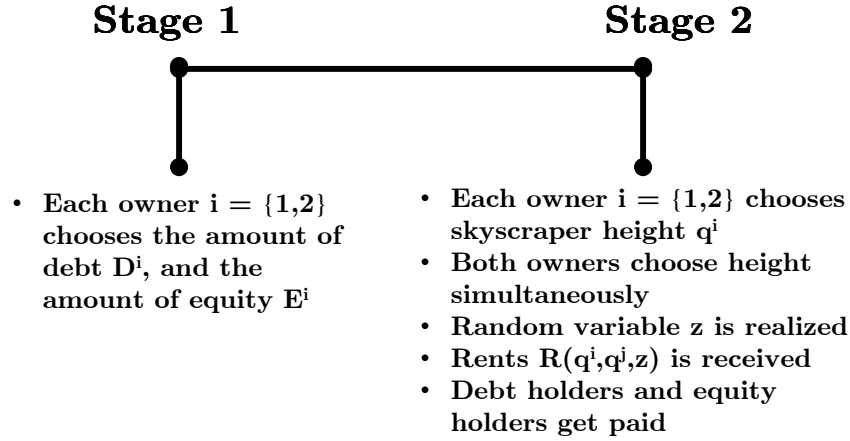 Stage 1
• Each owner i = {1,2}
chooses the amount of
debt Dⁱ, and the
amount of equity Eⁱ
Stage 2
• Each owner i = {1,2} chooses
skyscraper height qⁱ
• Both owners choose height
simultaneously
• Random variable z is realized
• Rents R(qⁱ,qʲ,z) is received
• Debt holders and equity
holders get paid